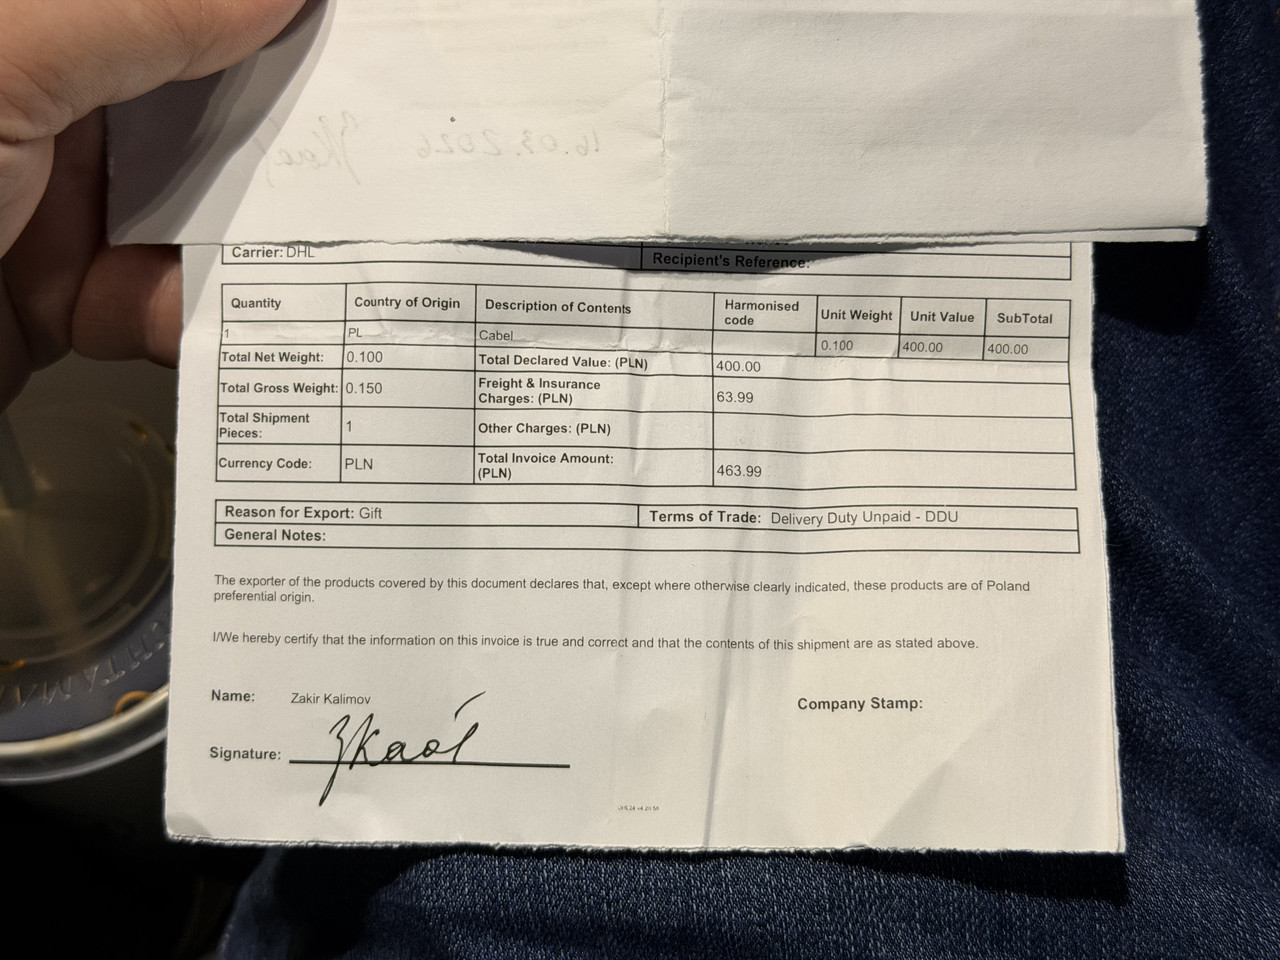 16.03.2026
Carrier: DHL
Recipient's Reference:
Quantity Country of Origin Description of Contents Harmonised code Unit Weight Unit Value SubTotal
1 PL Cabel 0.100 400.00 400.00
Total Net Weight: 0.100 Total Declared Value: (PLN) 400.00
Total Gross Weight: 0.150 Freight & Insurance Charges: (PLN) 63.99
Total Shipment Pieces: 1 Other Charges: (PLN)
Currency Code: PLN Total Invoice Amount: (PLN) 463.99
Reason for Export: Gift Terms of Trade: Delivery Duty Unpaid - DDU
General Notes:
The exporter of the products covered by this document declares that, except where otherwise clearly indicated, these products are of Poland
preferential origin.
I/We hereby certify that the information on this invoice is true and correct and that the contents of this shipment are as stated above.
Name: Zakir Kalimov
Company Stamp:
Signature: